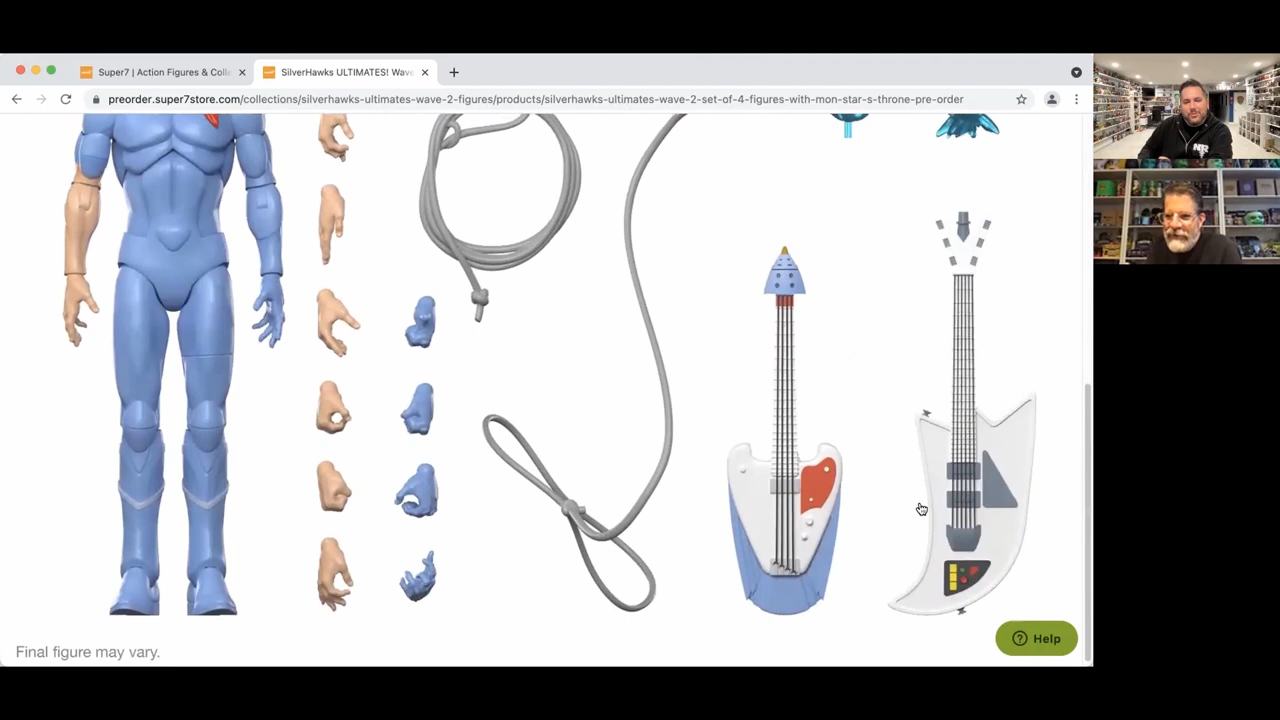 Super7 | Action Figures & Colle
SilverHawks ULTIMATES! Wave
preorder.super7store.com/collections/silverhawks-ultimates-wave-2-figures/products/silverhawks-ultimates-wave-2-set-of-4-figures-with-mon-star-s-throne-pre-order
Final figure may vary.
Help